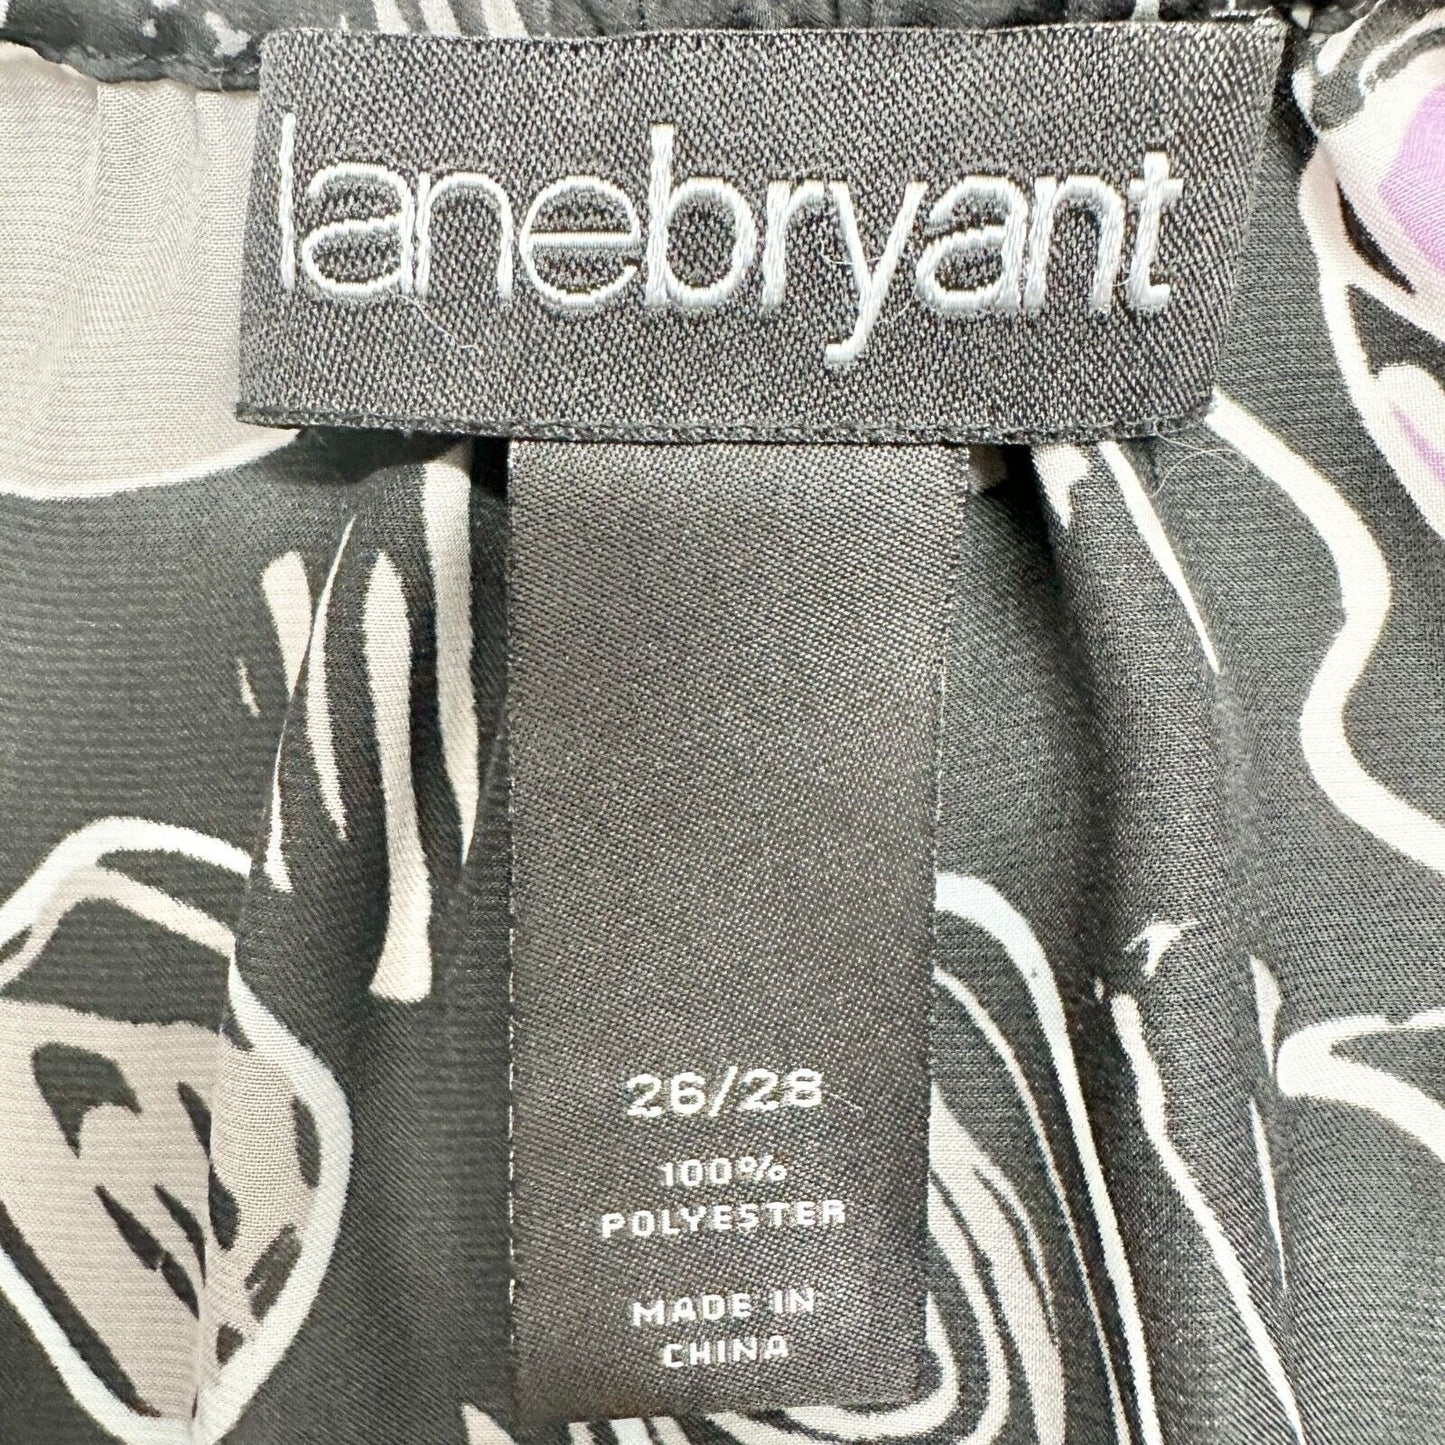 lanebryant
26/28
100%
POLYESTER
MADE IN
CHINA